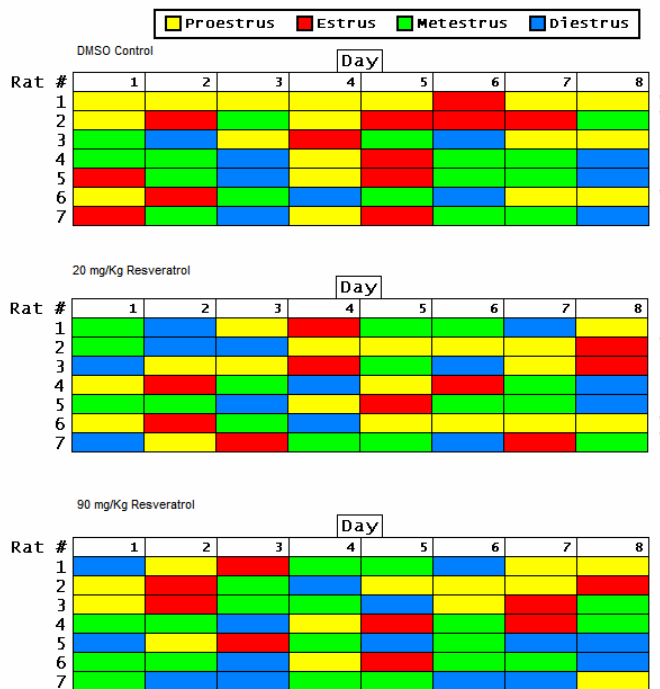 Proestrus Estrus Metestrus Diestrus
DMSO Control
Day
Rat # 1 2 3 4 5 6 7 8
1
2
3
4
5
6
7
20 mg/Kg Resveratrol
Day
Rat # 1 2 3 4 5 6 7 8
1
2
3
4
5
6
7
90 mg/Kg Resveratrol
Day
Rat # 1 2 3 4 5 6 7 8
1
2
3
4
5
6
7